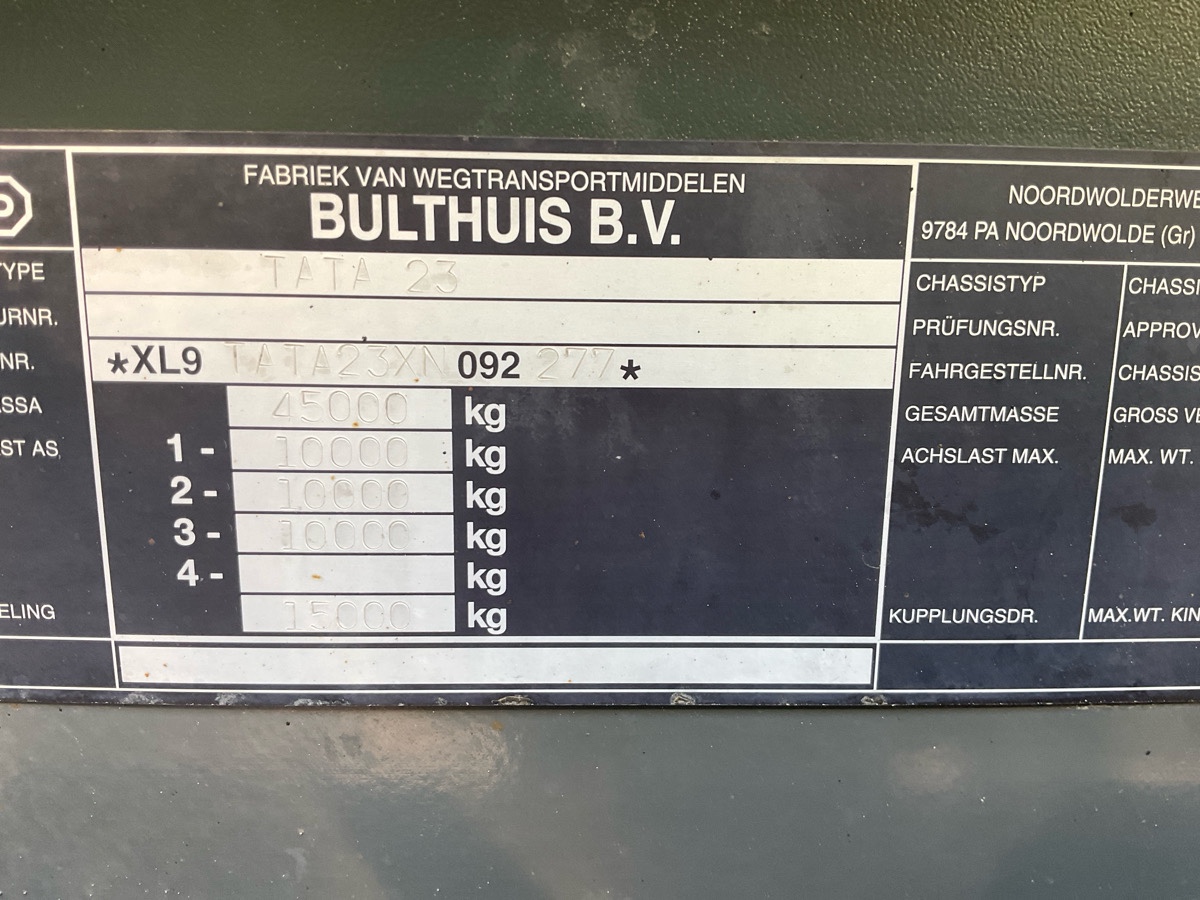 FABRIEK VAN WEGTRANSPORTMIDDELEN
BULTHUIS B.V.
NOORDWOLDERWE
9784 PA NOORDWOLDE (Gr)
TYPE
TATA 23
CHASSISTYP
CHASSI
URNR.
PRÜFUNGSNR.
APPROV
NR.
*XL9 TATA23XN 092 277*
FAHRGESTELLNR.
CHASSIS
ASSA
45000 kg
GESAMTMASSE
GROSS VE
ST AS
1 - 10000 kg
ACHSLAST MAX.
MAX. WT.
2 - 10000 kg
3 - 10000 kg
4 - kg
ELING
15000 kg
KUPPLUNGSDR.
MAX.WT. KIN